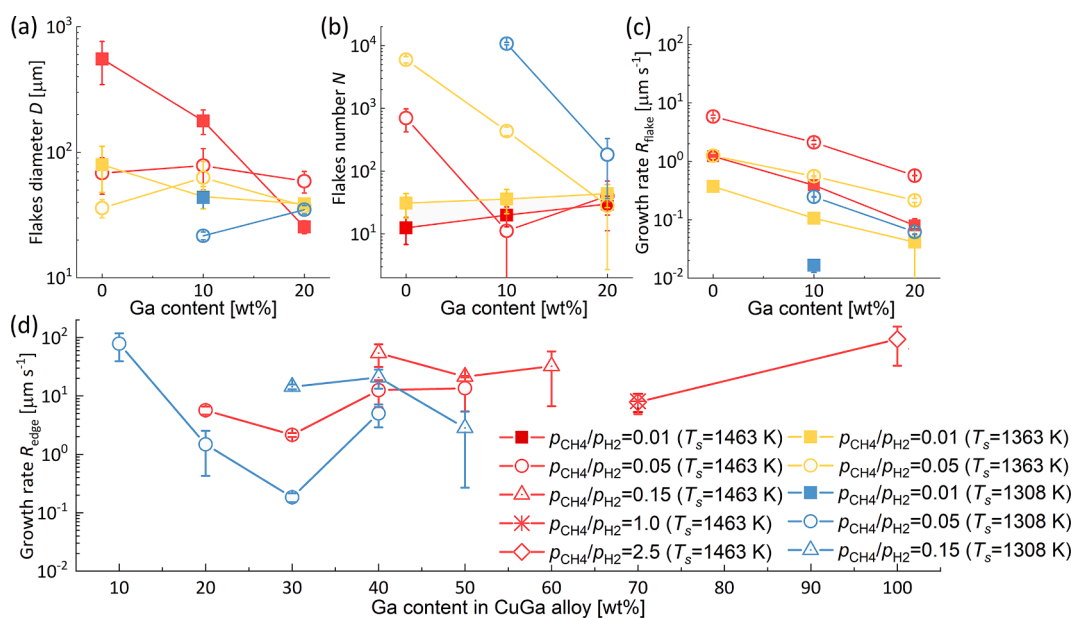 (a)
10³
10²
10¹
Flakes diameter D [μm]
0 10 20
Ga content [wt%]
(b)
10⁴
10³
10²
10¹
Flakes number N
0 10 20
Ga content [wt%]
(c)
10²
10¹
10⁰
10⁻¹
10⁻²
Growth rate R_flake [μm s⁻¹]
0 10 20
Ga content [wt%]
(d)
10²
10¹
10⁰
10⁻¹
10⁻²
Growth rate R_edge [μm s⁻¹]
p_CH4/p_H2=0.01 (T_s=1463 K)
p_CH4/p_H2=0.05 (T_s=1463 K)
p_CH4/p_H2=0.15 (T_s=1463 K)
p_CH4/p_H2=1.0 (T_s=1463 K)
p_CH4/p_H2=2.5 (T_s=1463 K)
p_CH4/p_H2=0.01 (T_s=1363 K)
p_CH4/p_H2=0.05 (T_s=1363 K)
p_CH4/p_H2=0.01 (T_s=1308 K)
p_CH4/p_H2=0.05 (T_s=1308 K)
p_CH4/p_H2=0.15 (T_s=1308 K)
10 20 30 40 50 60 70 80 90 100
Ga content in CuGa alloy [wt%]